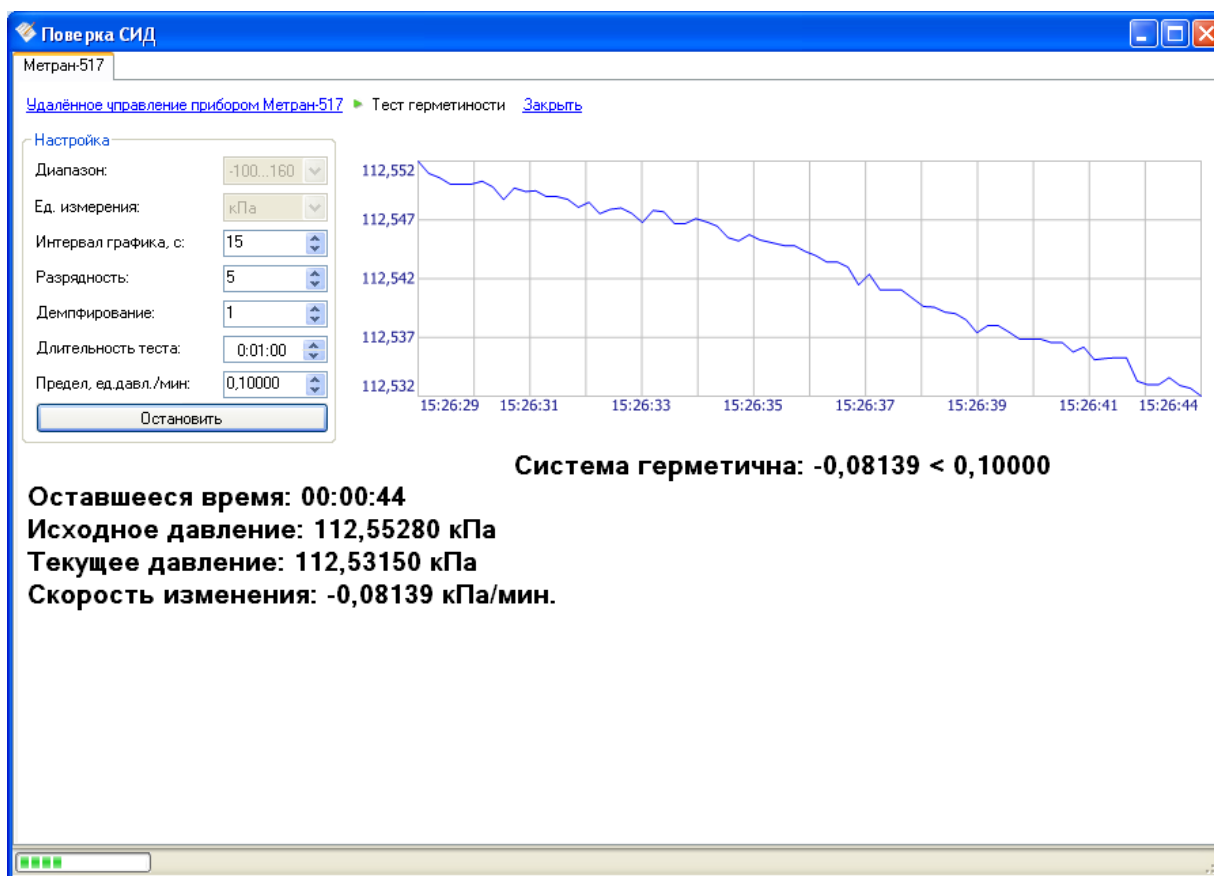 Поверка СИД
Метран-517
Удалённое управление прибором Метран-517 Тест герметиности Закрыть
Настройка
Диапазон: -100...160
Ед. измерения: кПа
Интервал графика, с: 15
Разрядность: 5
Демпфирование: 1
Длительность теста: 0:01:00
Предел, ед.давл./мин: 0,10000
Остановить
112,552
112,547
112,542
112,537
112,532
15:26:29 15:26:31 15:26:33 15:26:35 15:26:37 15:26:39 15:26:41 15:26:44
Система герметична: -0,08139 < 0,10000
Оставшееся время: 00:00:44
Исходное давление: 112,55280 кПа
Текущее давление: 112,53150 кПа
Скорость изменения: -0,08139 кПа/мин.